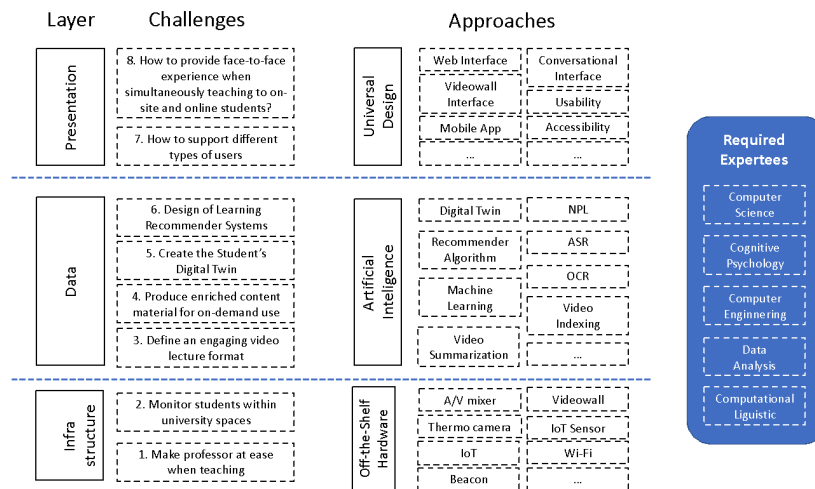 Layer
Challenges
Approaches
Presentation
8. How to provide face-to-face
experience when
simultaneously teaching to on-
site and online students?
7. How to support different
types of users
Universal
Design
Web Interface
Videowall
Interface
Mobile App
...
Conversational
Interface
Usability
Accessibility
...
Data
6. Design of Learning
Recommender Systems
5. Create the Student's
Digital Twin
4. Produce enriched content
material for on-demand use
3. Define an engaging video
lecture format
Artificial
Inteligence
Digital Twin
Recommender
Algorithm
Machine
Learning
Video
Summarization
NPL
ASR
OCR
Video
Indexing
...
Infra
structure
2. Monitor students within
university spaces
1. Make professor at ease
when teaching
Off-the-Shelf
Hardware
A/V mixer
Thermo camera
IoT
Beacon
Videowall
IoT Sensor
Wi-Fi
...
Required
Expertees
Computer
Science
Cognitive
Psychology
Computer
Enginnering
Data
Analysis
Computational
Liguistic